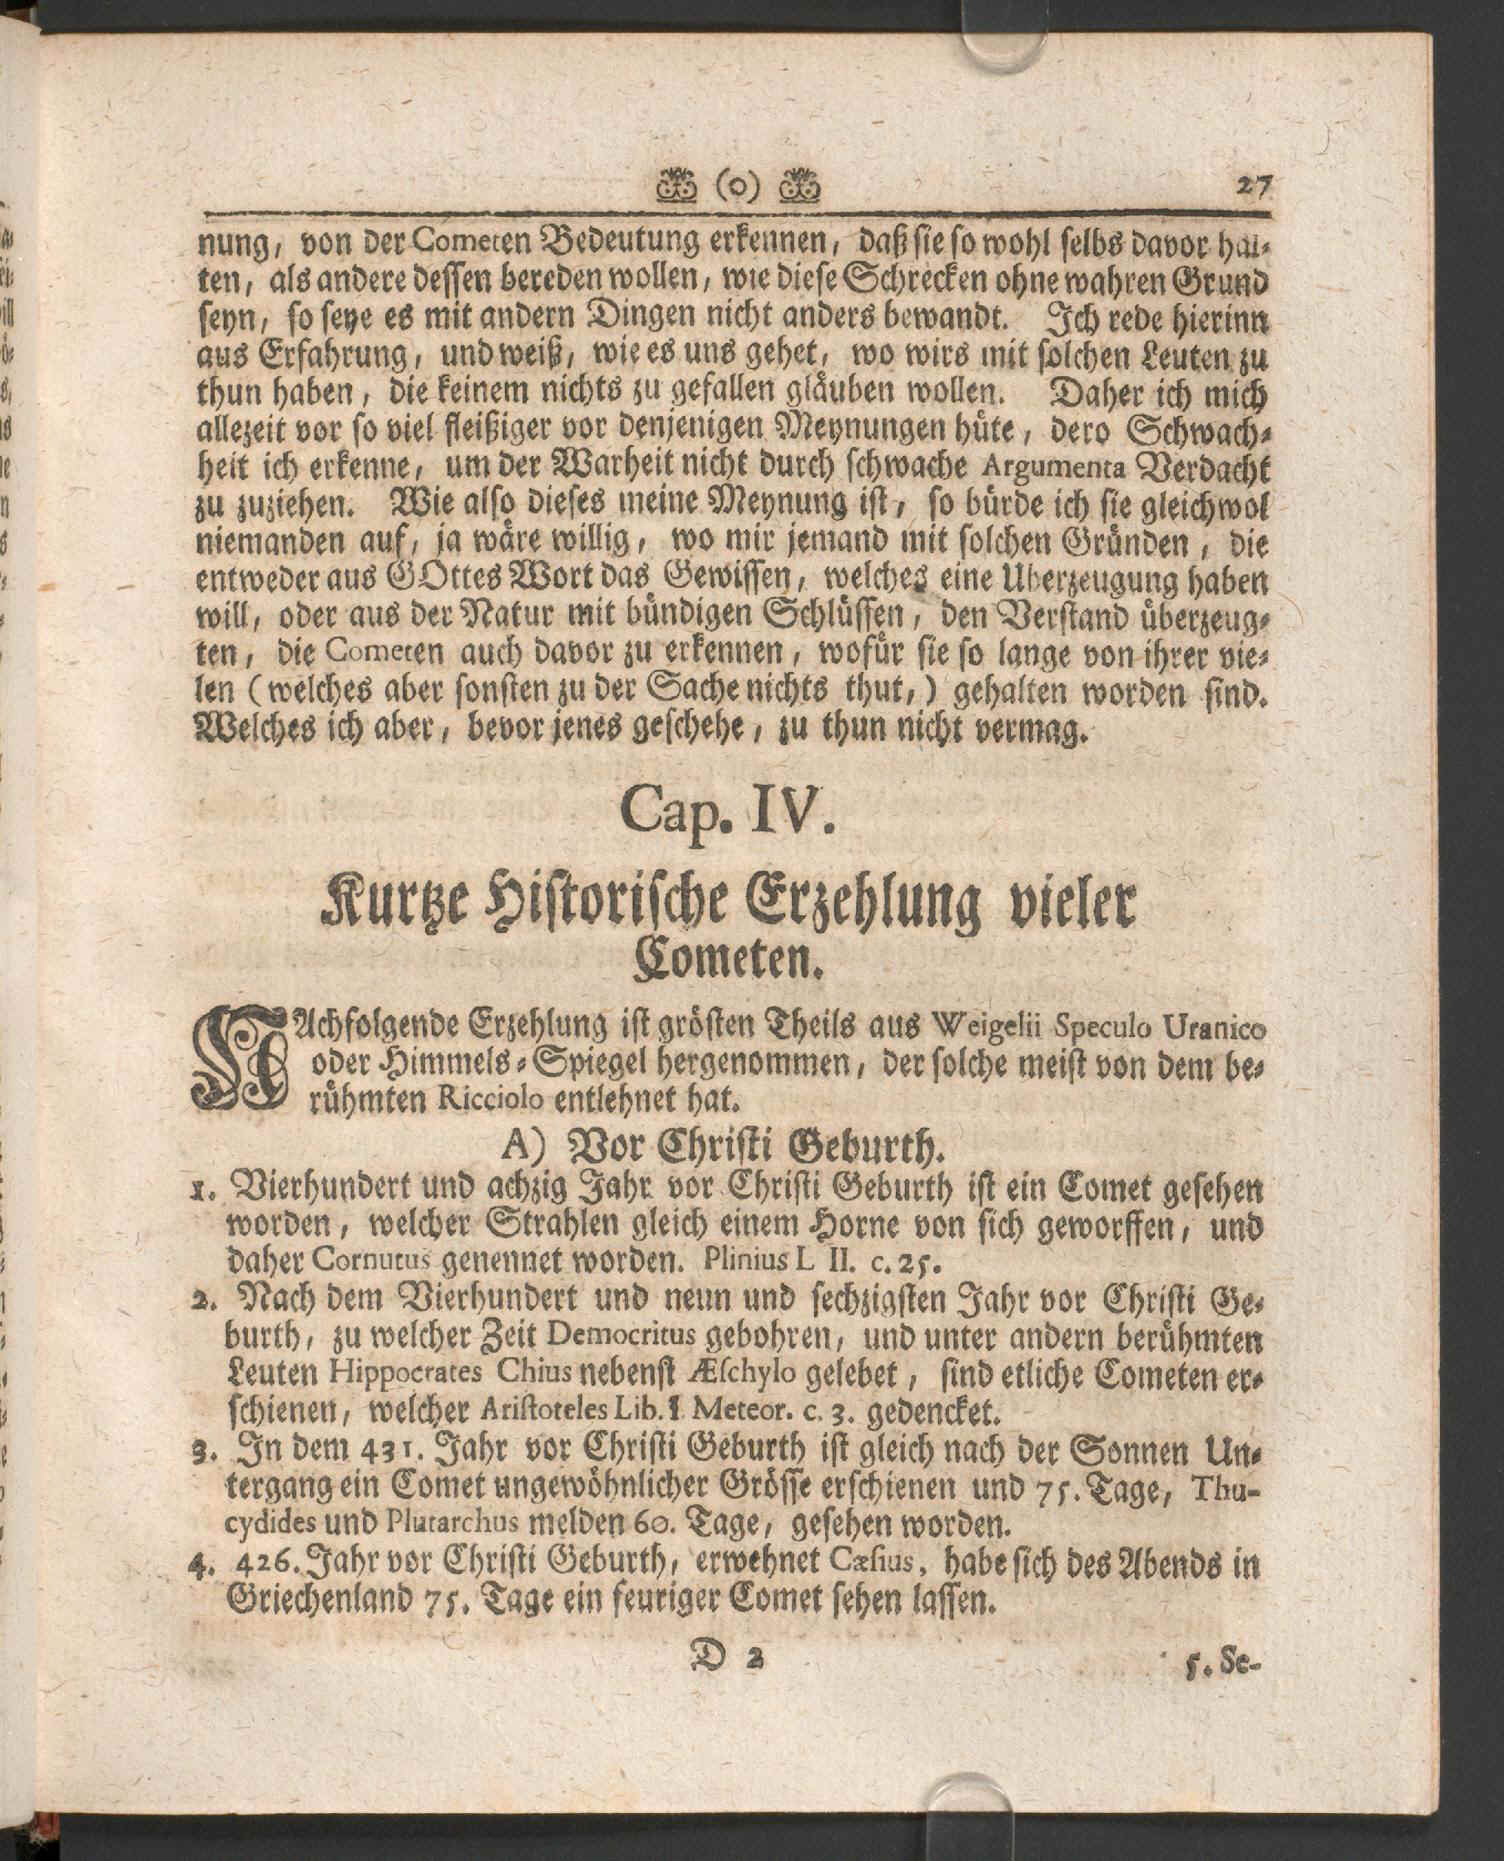 (o) 27
nung, von der Cometen Bedeutung erkennen, daß sie so wohl selbs davor hal-
ten, als andere dessen bereden wollen, wie diese Schrecken ohne wahren Grund
seyn, so seye es mit andern Dingen nicht anders bewandt. Ich rede hierinn
aus Erfahrung, und weiß, wie es uns gehet, wo wirs mit solchen Leuten zu
thun haben, die keinem nichts zu gefallen gläuben wollen. Daher ich mich
allezeit vor so viel fleißiger vor denjenigen Meynungen hüte, dero Schwach-
heit ich erkenne, um der Warheit nicht durch schwache Argumenta Verdacht
zu zuziehen. Wie also dieses meine Meynung ist, so bürde ich sie gleichwol
niemanden auf, ja wäre willig, wo mir jemand mit solchen Gründen, die
entweder aus GOttes Wort das Gewissen, welches eine Uberzeugung haben
will, oder aus der Natur mit bündigen Schlüssen, den Verstand überzeug-
ten, die Cometen auch davor zu erkennen, wofür sie so lange von ihrer vie-
len (welches aber sonsten zu der Sache nichts thut,) gehalten worden sind.
Welches ich aber, bevor jenes geschehe, zu thun nicht vermag.
Cap. IV.
Kurtze Historische Erzehlung vieler
Cometen.
NAchfolgende Erzehlung ist grösten Theils aus Weigelii Speculo Uranico
oder Himmels-Spiegel hergenommen, der solche meist von dem be-
rühmten Ricciolo entlehnet hat.
A) Vor Christi Geburth.
1. Vierhundert und achzig Jahr vor Christi Geburth ist ein Comet gesehen
worden, welcher Strahlen gleich einem Horne von sich geworffen, und
daher Cornutus genennet worden. Plinius L II. c. 25.
2. Nach dem Vierhundert und neun und sechzigsten Jahr vor Christi Ge-
burth, zu welcher Zeit Democritus gebohren, und unter andern berühmten
Leuten Hippocrates Chius nebenst Æschylo gelebet, sind etliche Cometen er-
schienen, welcher Aristoteles Lib. I Meteor. c. 3. gedencket.
3. In dem 431. Jahr vor Christi Geburth ist gleich nach der Sonnen Un-
tergang ein Comet ungewöhnlicher Grösse erschienen und 75. Tage, Thu-
cydides und Plutarchus melden 60. Tage, gesehen worden.
4. 426. Jahr vor Christi Geburth, erwehnet Cæsius, habe sich des Abends in
Griechenland 75. Tage ein feuriger Comet sehen lassen.
D 2 5. Se-